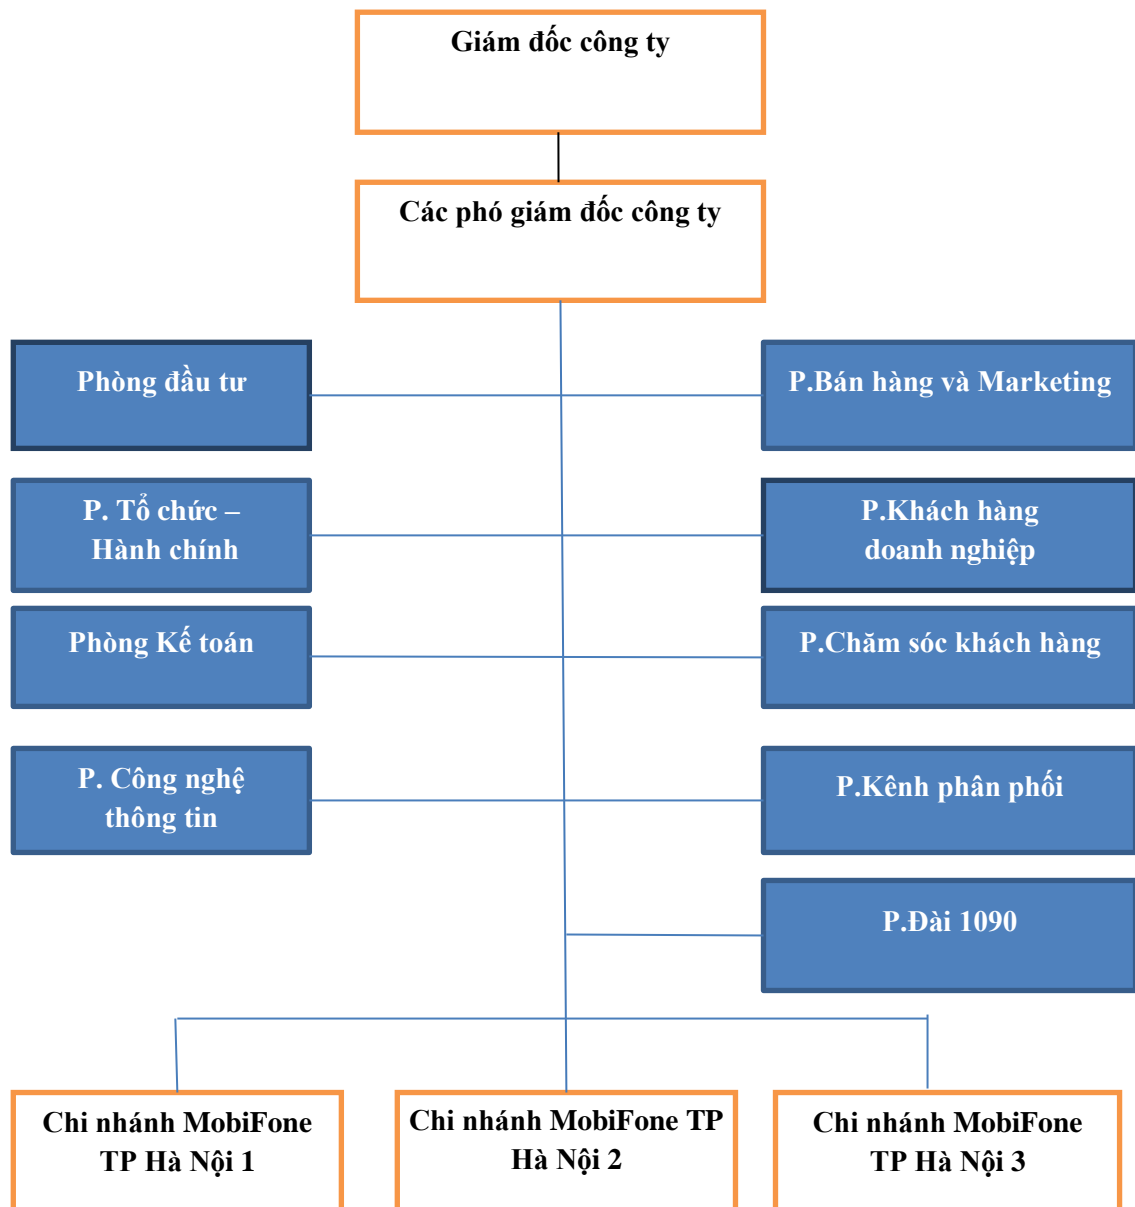 Giám đốc công ty
Các phó giám đốc công ty
Phòng đầu tư
P.Bán hàng và Marketing
P. Tổ chức –
Hành chính
P.Khách hàng
doanh nghiệp
Phòng Kế toán
P.Chăm sóc khách hàng
P. Công nghệ
thông tin
P.Kênh phân phối
P.Đài 1090
Chi nhánh MobiFone
TP Hà Nội 1
Chi nhánh MobiFone TP
Hà Nội 2
Chi nhánh MobiFone
TP Hà Nội 3